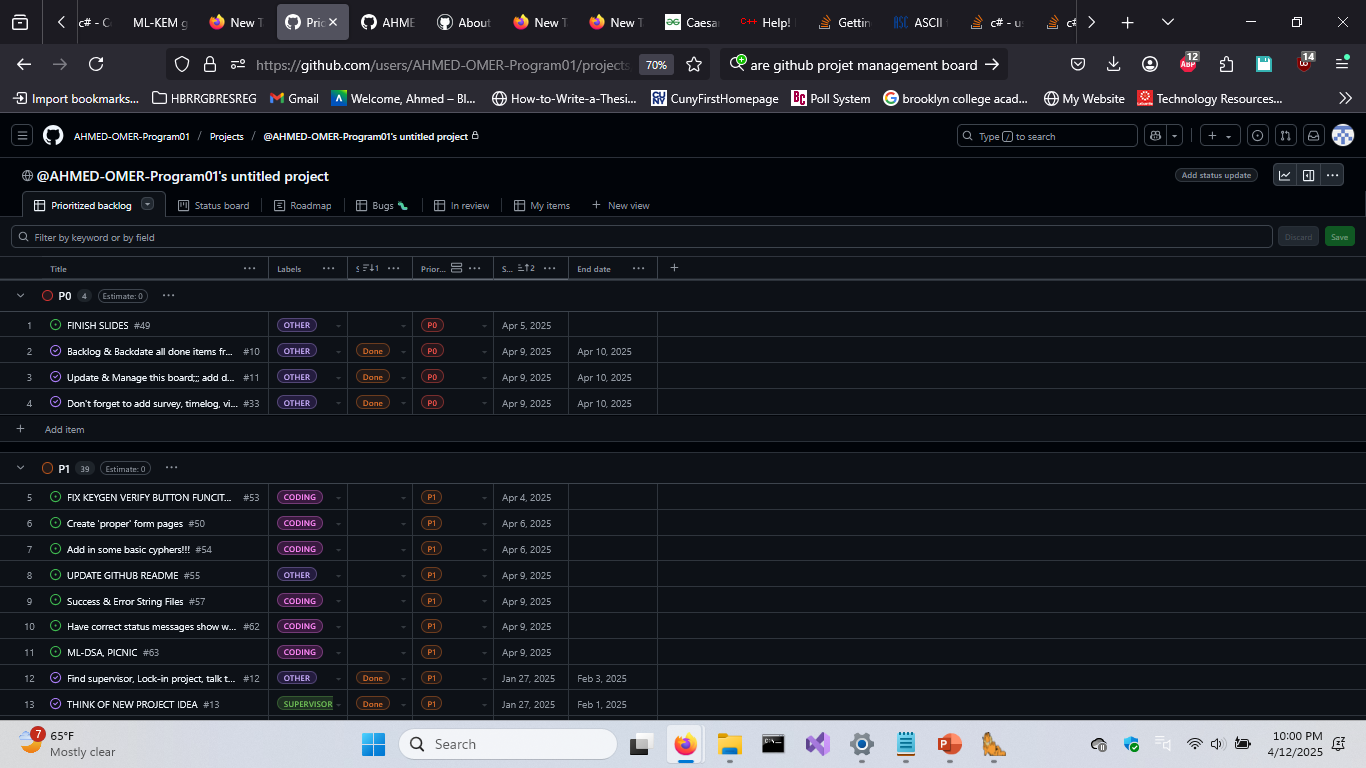 c# - C
ML-KEM g
New T
Pric
AHME
About
New T
New T
Caesa
Help!
Gettin
ASCII
c# - u
c#
https://github.com/users/AHMED-OMER-Program01/projects
70%
are github projet management board
12
14
Import bookmarks...
HBRRGBRESREG
Gmail
Welcome, Ahmed – Bl...
How-to-Write-a-Thesi...
CunyFirstHomepage
Poll System
brooklyn college acad...
My Website
Technology Resources...
AHMED-OMER-Program01 / Projects / @AHMED-OMER-Program01's untitled project
Type / to search
@AHMED-OMER-Program01's untitled project
Add status update
Prioritized backlog
Status board
Roadmap
Bugs
In review
My items
New view
Filter by keyword or by field
Discard
Save
Title
Labels
S 1
Prior...
S... 2
End date
P0 4 Estimate: 0
1 FINISH SLIDES #49 OTHER P0 Apr 5, 2025
2 Backlog & Backdate all done items fr... #10 OTHER Done P0 Apr 9, 2025 Apr 10, 2025
3 Update & Manage this board;;; add d... #11 OTHER Done P0 Apr 9, 2025 Apr 10, 2025
4 Don't forget to add survey, timelog, vi... #33 OTHER Done P0 Apr 9, 2025 Apr 10, 2025
Add item
P1 39 Estimate: 0
5 FIX KEYGEN VERIFY BUTTON FUNCIT... #53 CODING P1 Apr 4, 2025
6 Create 'proper' form pages #50 CODING P1 Apr 6, 2025
7 Add in some basic cyphers!!! #54 CODING P1 Apr 6, 2025
8 UPDATE GITHUB README #55 OTHER P1 Apr 9, 2025
9 Success & Error String Files #57 CODING P1 Apr 9, 2025
10 Have correct status messages show w... #62 CODING P1 Apr 9, 2025
11 ML-DSA, PICNIC #63 CODING P1 Apr 9, 2025
12 Find supervisor, Lock-in project, talk t... #12 OTHER Done P1 Jan 27, 2025 Feb 3, 2025
13 THINK OF NEW PROJECT IDEA #13 SUPERVISOR Done P1 Jan 27, 2025 Feb 1, 2025
7
65°F
Mostly clear
Search
10:00 PM
4/12/2025